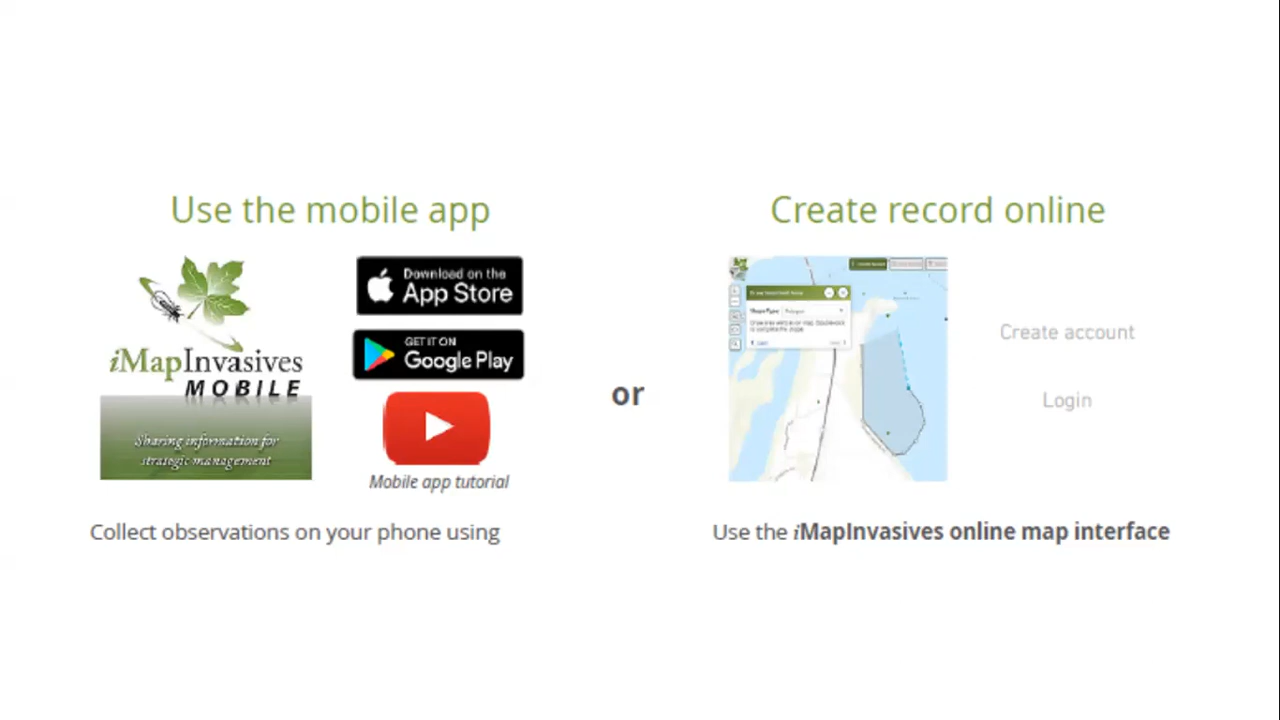 Use the mobile app
iMapInvasives
MOBILE
Sharing information for
strategic management
Download on the
App Store
GET IT ON
Google Play
Mobile app tutorial
Collect observations on your phone using
or
Create record online
Create account
Login
Use the iMapInvasives online map interface